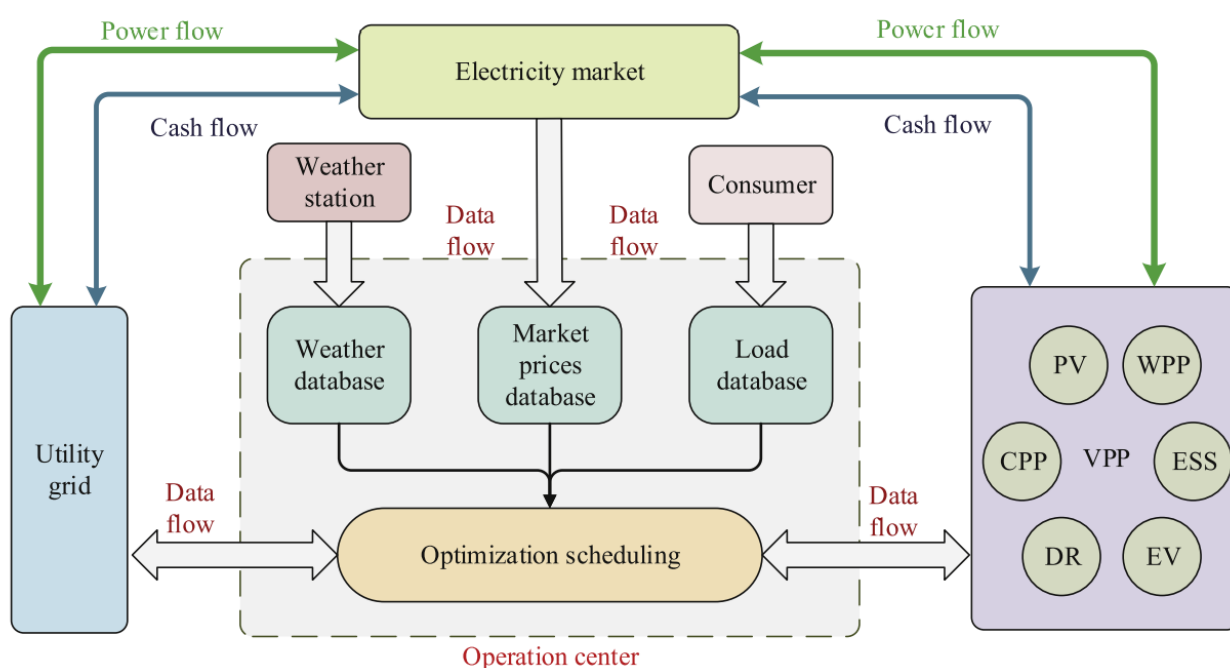 Power flow
Powcr flow
Electricity market
Cash flow
Cash flow
Weather
station
Consumer
Data
flow
Data
flow
Weather
database
Market
prices
database
Load
database
PV
WPP
CPP
VPP
ESS
DR
EV
Utility
grid
Data
flow
Data
flow
Optimization scheduling
Operation center